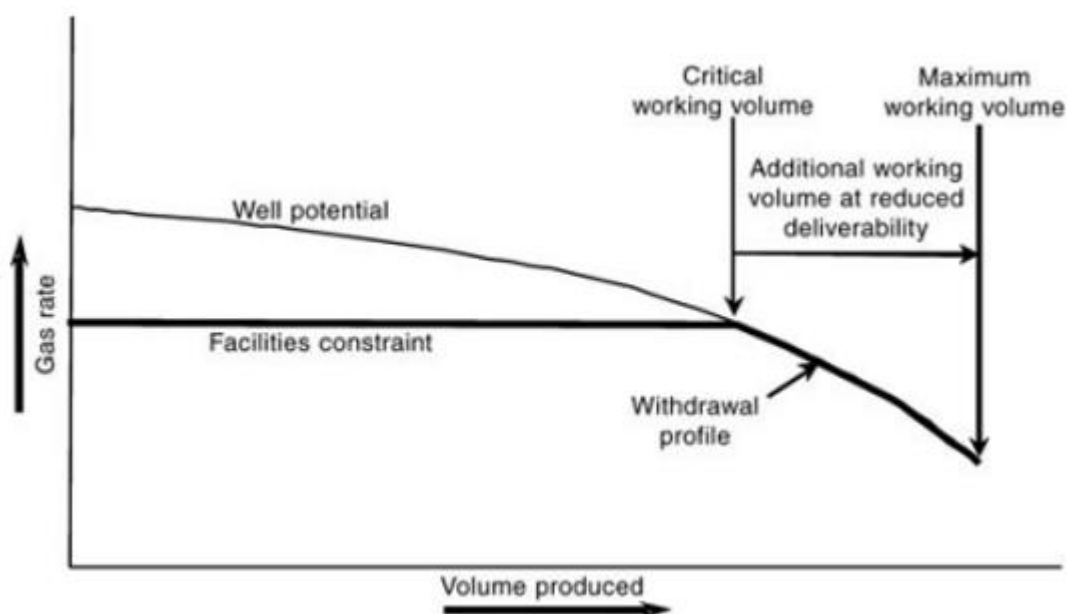 Critical
working volume
Maximum
working volume
Additional working
volume at reduced
deliverability
Well potential
Gas rate
Facilities constraint
Withdrawal
profile
Volume produced